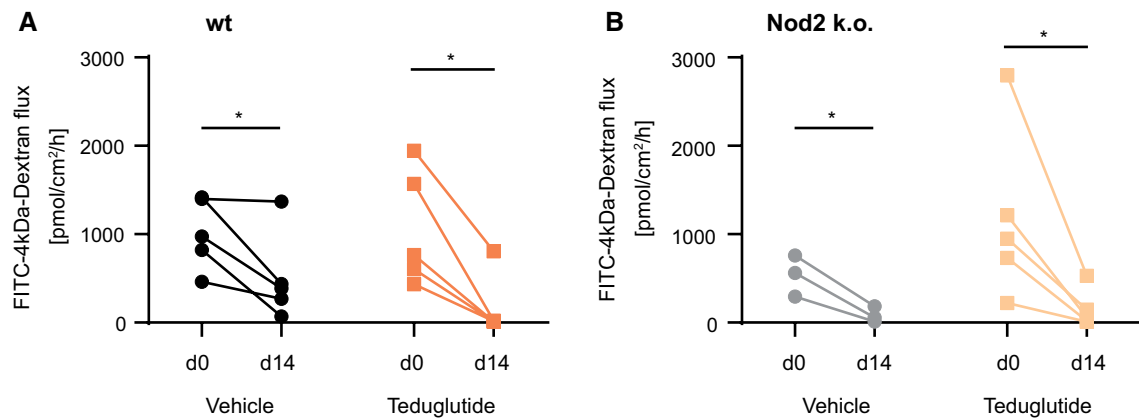 A
wt
FITC-4kDa-Dextran flux
[pmol/cm²/h]
3000
2000
1000
0
*
*
d0
d14
d0
d14
Vehicle
Teduglutide
B
Nod2 k.o.
FITC-4kDa-Dextran flux
[pmol/cm²/h]
3000
2000
1000
0
*
*
d0
d14
d0
d14
Vehicle
Teduglutide